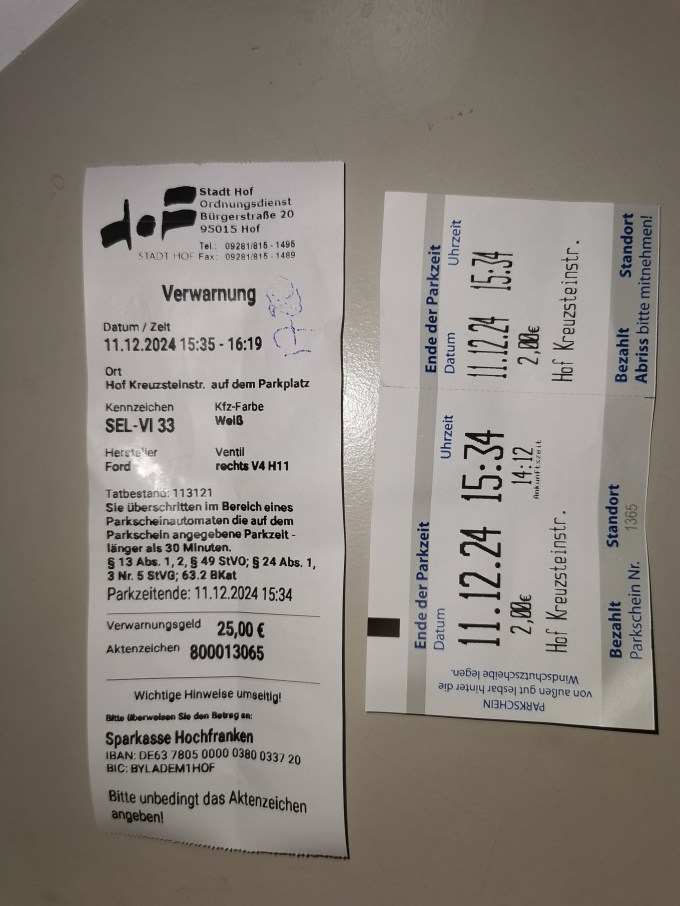 Stadt Hof
Ordnungsdienst
Bürgerstraße 20
95015 Hof
Tel.: 09281/815 - 1495
STADT HOF Fax: 09281/815 - 1489
Verwarnung
Datum / Zeit
11.12.2024 15:35 - 16:19
Ort
Hof Kreuzsteinstr. auf dem Parkplatz
Kennzeichen Kfz-Farbe
SEL-VI 33 Weiß
Hersteller Ventil
Ford rechts V4 H11
Tatbestand: 113121
Sie überschritten im Bereich eines
Parkscheinautomaten die auf dem
Parkschein angegebene Parkzeit -
länger als 30 Minuten.
§ 13 Abs. 1, 2, § 49 StVO; § 24 Abs. 1,
3 Nr. 5 StVG; 63.2 BKat
Parkzeitende: 11.12.2024 15:34
Verwarnungsgeld 25,00 €
Aktenzeichen 800013065
Wichtige Hinweise umseitig!
Bitte überweisen Sie den Betrag an:
Sparkasse Hochfranken
IBAN: DE63 7805 0000 0380 0337 20
BIC: BYLADEM1HOF
Bitte unbedingt das Aktenzeichen
angeben!
Ende der Parkzeit
Datum Uhrzeit
11.12.24 15:34
2,00€ 14:12
Ankunftszeit
Hof Kreuzsteinstr.
Bezahlt Standort
Parkschein Nr. 1365
PARKSCHEIN
von außen gut lesbar hinter die
Windschutzscheibe legen.
Ende der Parkzeit
Datum Uhrzeit
11.12.24 15:34
2,00€
Hof Kreuzsteinstr.
Bezahlt Standort
Abriss bitte mitnehmen!